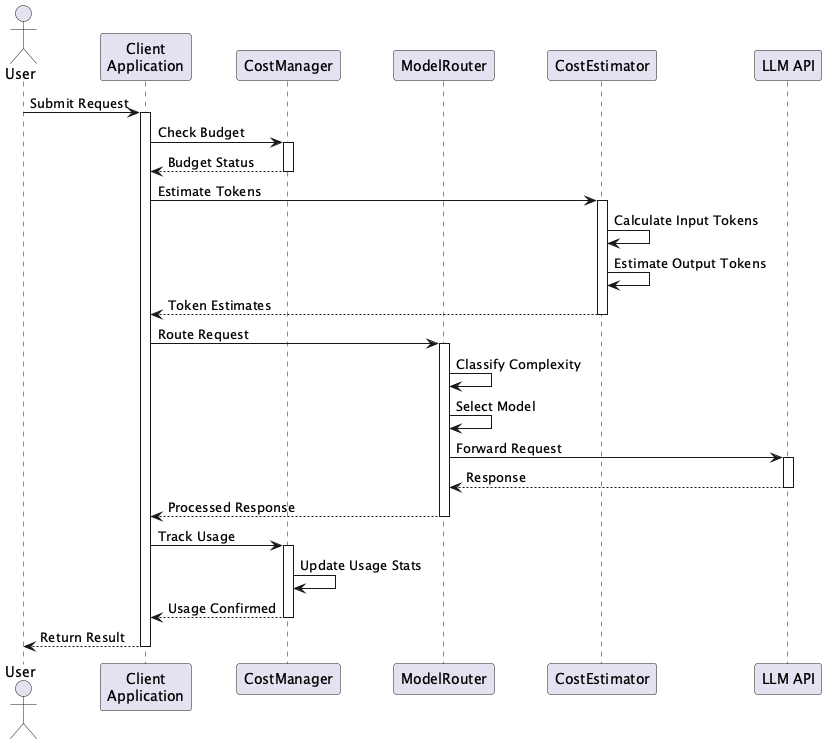 User
Client
Application
CostManager
ModelRouter
CostEstimator
LLM API
Submit Request
Check Budget
Budget Status
Estimate Tokens
Calculate Input Tokens
Estimate Output Tokens
Token Estimates
Route Request
Classify Complexity
Select Model
Forward Request
Response
Processed Response
Track Usage
Update Usage Stats
Usage Confirmed
Return Result
User
Client
Application
CostManager
ModelRouter
CostEstimator
LLM API